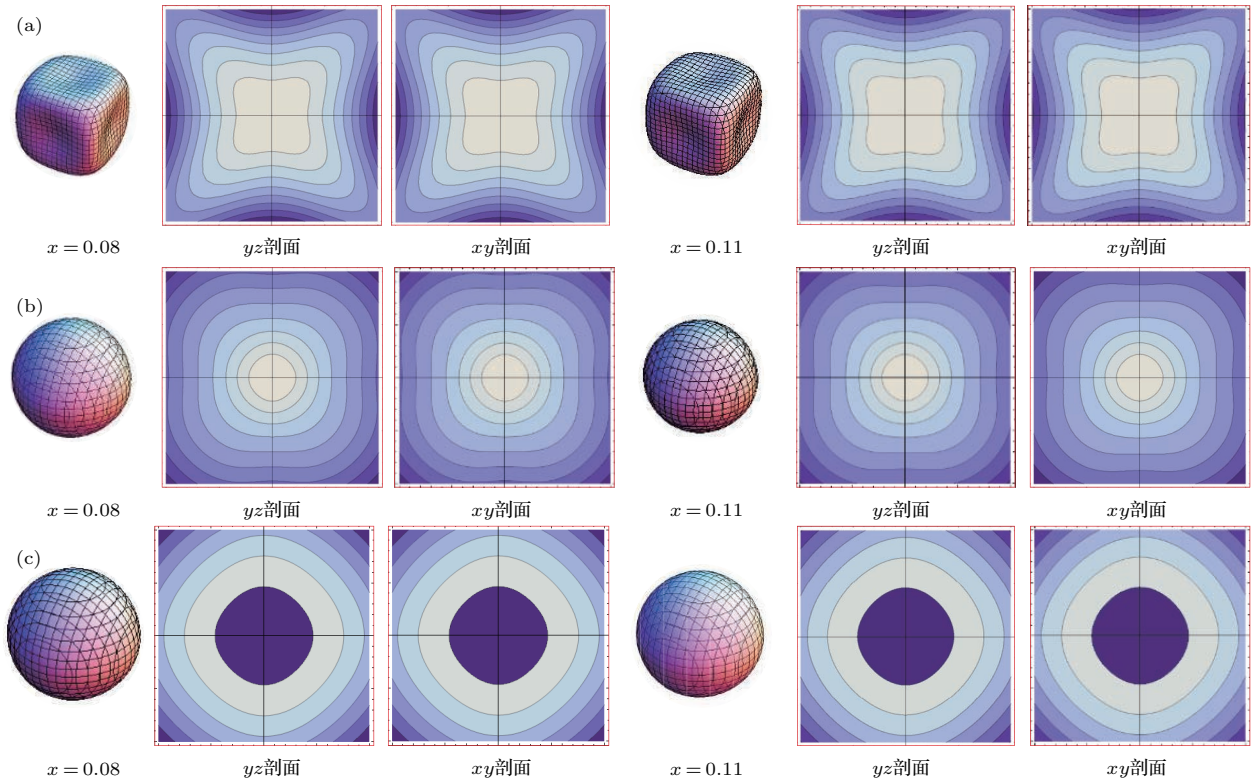 (a)
x = 0.08 yz剖面 xy剖面 x = 0.11 yz剖面 xy剖面
(b)
x = 0.08 yz剖面 xy剖面 x = 0.11 yz剖面 xy剖面
(c)
x = 0.08 yz剖面 xy剖面 x = 0.11 yz剖面 xy剖面